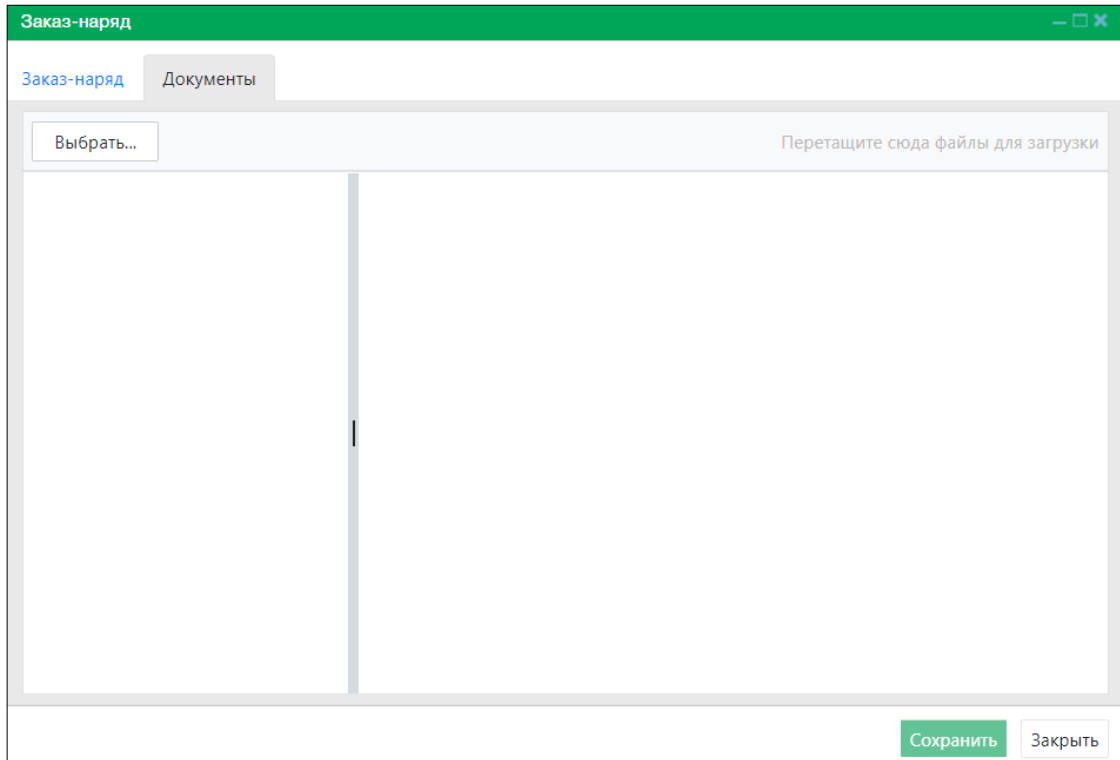 Заказ-наряд
Заказ-наряд Документы
Выбрать... Перетащите сюда файлы для загрузки
Сохранить Закрыть